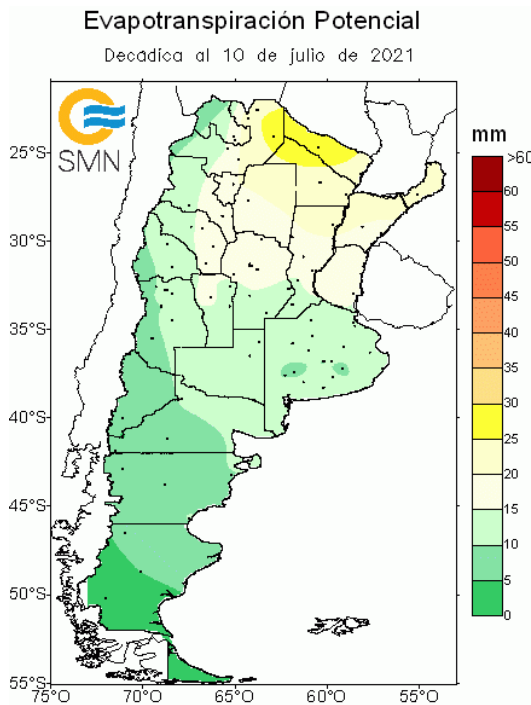 Evapotranspiración Potencial
Decádica al 10 de julio de 2021
SMN
mm
>60
60
55
50
45
40
35
30
25
20
15
10
5
0
25°S
30°S
35°S
40°S
45°S
50°S
55°S
75°O 70°O 65°O 60°O 55°O